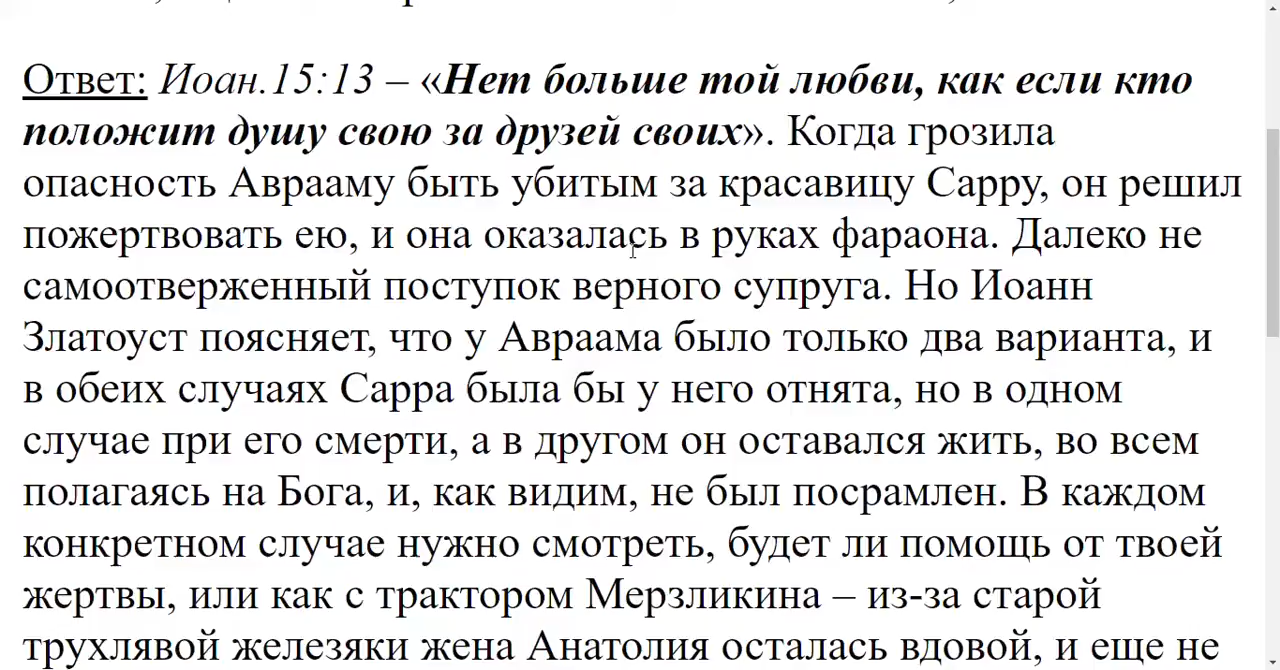 Ответ: Иоан.15:13 – «Нет больше той любви, как если кто
положит душу свою за друзей своих». Когда грозила
опасность Аврааму быть убитым за красавицу Сарру, он решил
пожертвовать ею, и она оказалась в руках фараона. Далеко не
самоотверженный поступок верного супруга. Но Иоанн
Златоуст поясняет, что у Авраама было только два варианта, и
в обеих случаях Сарра была бы у него отнята, но в одном
случае при его смерти, а в другом он оставался жить, во всем
полагаясь на Бога, и, как видим, не был посрамлен. В каждом
конкретном случае нужно смотреть, будет ли помощь от твоей
жертвы, или как с трактором Мерзликина – из-за старой
трухлявой железяки жена Анатолия осталась вдовой, и еще не